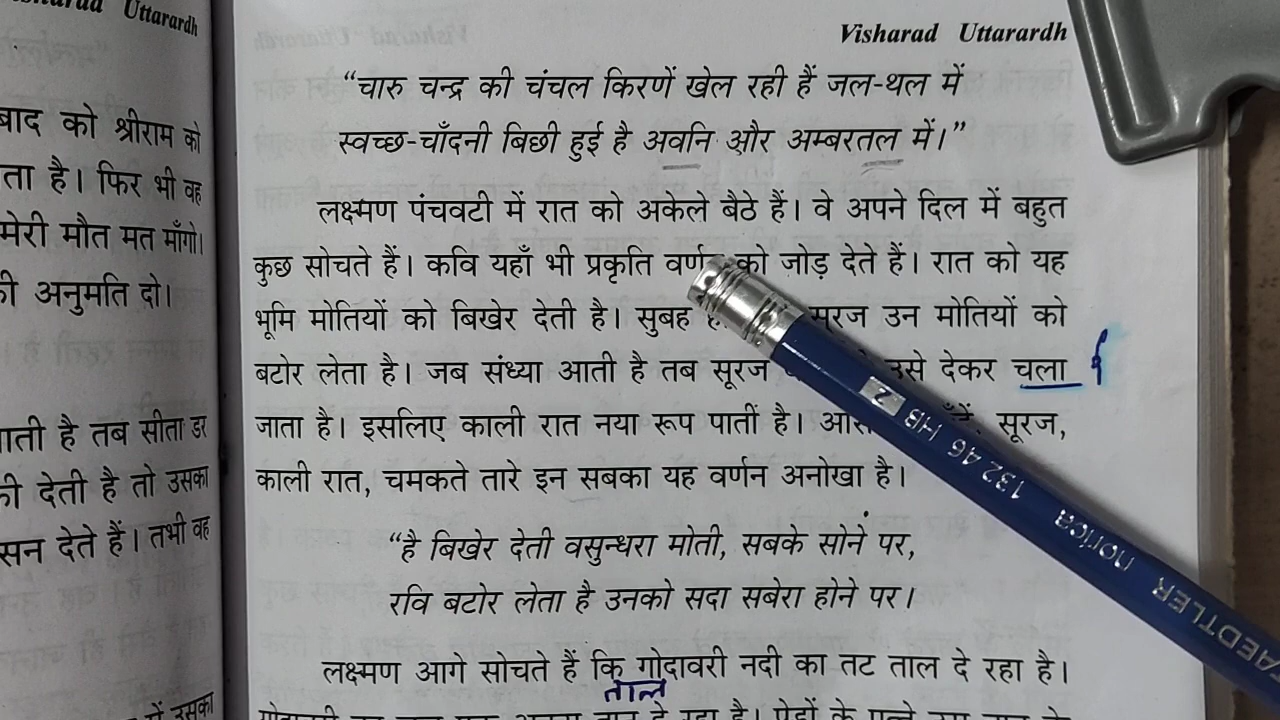 Uttarardh
बाद को श्रीराम को
ता है। फिर भी वह
मेरी मौत मत माँगो।
की अनुमति दो।
है तब सीता डर
देती है तो उसका
देते हैं। तभी वह
उसका
Visharad Uttarardh
“चारु चन्द्र की चंचल किरणें खेल रही हैं जल-थल में
स्वच्छ-चाँदनी बिछी हुई है अवनि और अम्बरतल में।”
लक्ष्मण पंचवटी में रात को अकेले बैठे हैं। वे अपने दिल में बहुत
कुछ सोचते हैं। कवि यहाँ भी प्रकृति को जोड़ देते हैं। रात को यह
भूमि मोतियों को बिखेर देती है। सुबह सूरज उन मोतियों को
बटोर लेता है। जब संध्या आती है तब सूरज उसे देकर चला
जाता है। इसलिए काली रात नया रूप पातीं है। सूरज,
काली रात, चमकते तारे इन सबका यह वर्णन अनोखा है।
“है बिखेर देती वसुन्धरा मोती, सबके सोनें पर,
रवि बटोर लेता है उनको सदा सबेरा होने पर।
लक्ष्मण आगे सोचते हैं कि गोदावरी नदी का तट ताल दे रहा है।
ताल
STAEDTLER norica 132 46 HB 2